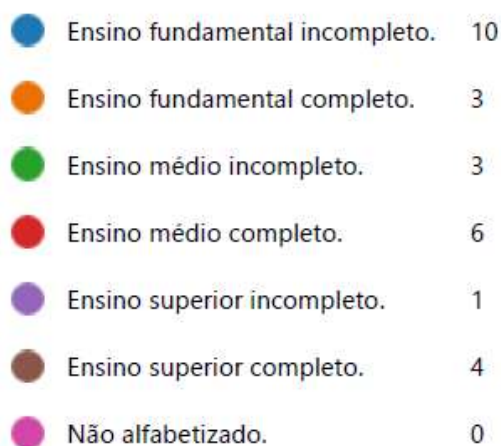 Ensino fundamental incompleto. 10
Ensino fundamental completo. 3
Ensino médio incompleto. 3
Ensino médio completo. 6
Ensino superior incompleto. 1
Ensino superior completo. 4
Não alfabetizado. 0